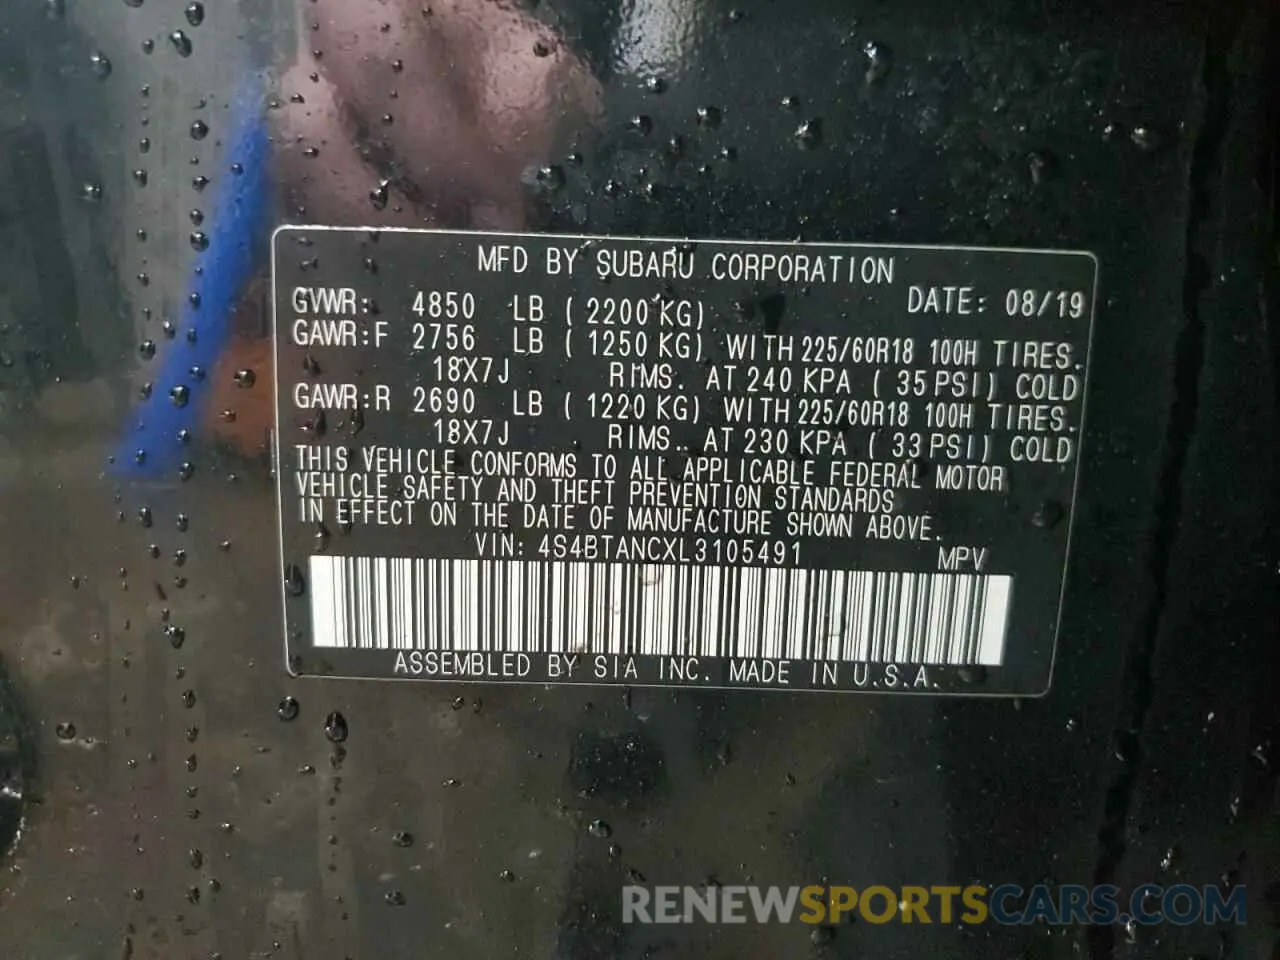 MFD BY SUBARU CORPORATION
DATE: 08/19
GVWR: 4850 LB (2200 KG)
GAWR:F 2756 LB (1250 KG) WITH 225/60R18 100H TIRES.
18X7J RIMS. AT 240 KPA (35 PSI) COLD
GAWR:R 2690 LB (1220 KG) WITH 225/60R18 100H TIRES.
18X7J RIMS. AT 230 KPA (33 PSI) COLD
THIS VEHICLE CONFORMS TO ALL APPLICABLE FEDERAL MOTOR
VEHICLE SAFETY AND THEFT PREVENTION STANDARDS
IN EFFECT ON THE DATE OF MANUFACTURE SHOWN ABOVE.
VIN: 4S4BTANCXL3105491 MPV
ASSEMBLED BY SIA INC. MADE IN U.S.A.
RENEWSPORTSCARS.COM